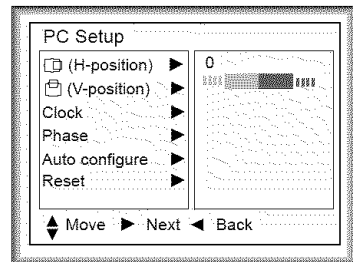 PC Setup
(H-position)
0
(V-position)
Clock
Phase
Auto configure
Reset
Move Next Back